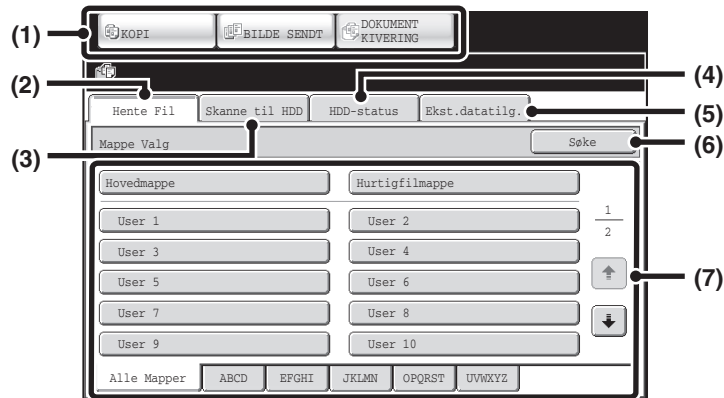 (1) KOPI BILDE SENDT DOKUMENT
KIVERING
(2) (4)
Hente Fil Skanne til HDD HDD-status Ekst.datatilg. (5)
(3) Mappe Valg Søke (6)
Hovedmappe Hurtigfilmappe
User 1 User 2 1
2
User 3 User 4
User 5 User 6 (7)
User 7 User 8
User 9 User 10
Alle Mapper ABCD EFGHI JKLMN OPQRST UVWXYZ